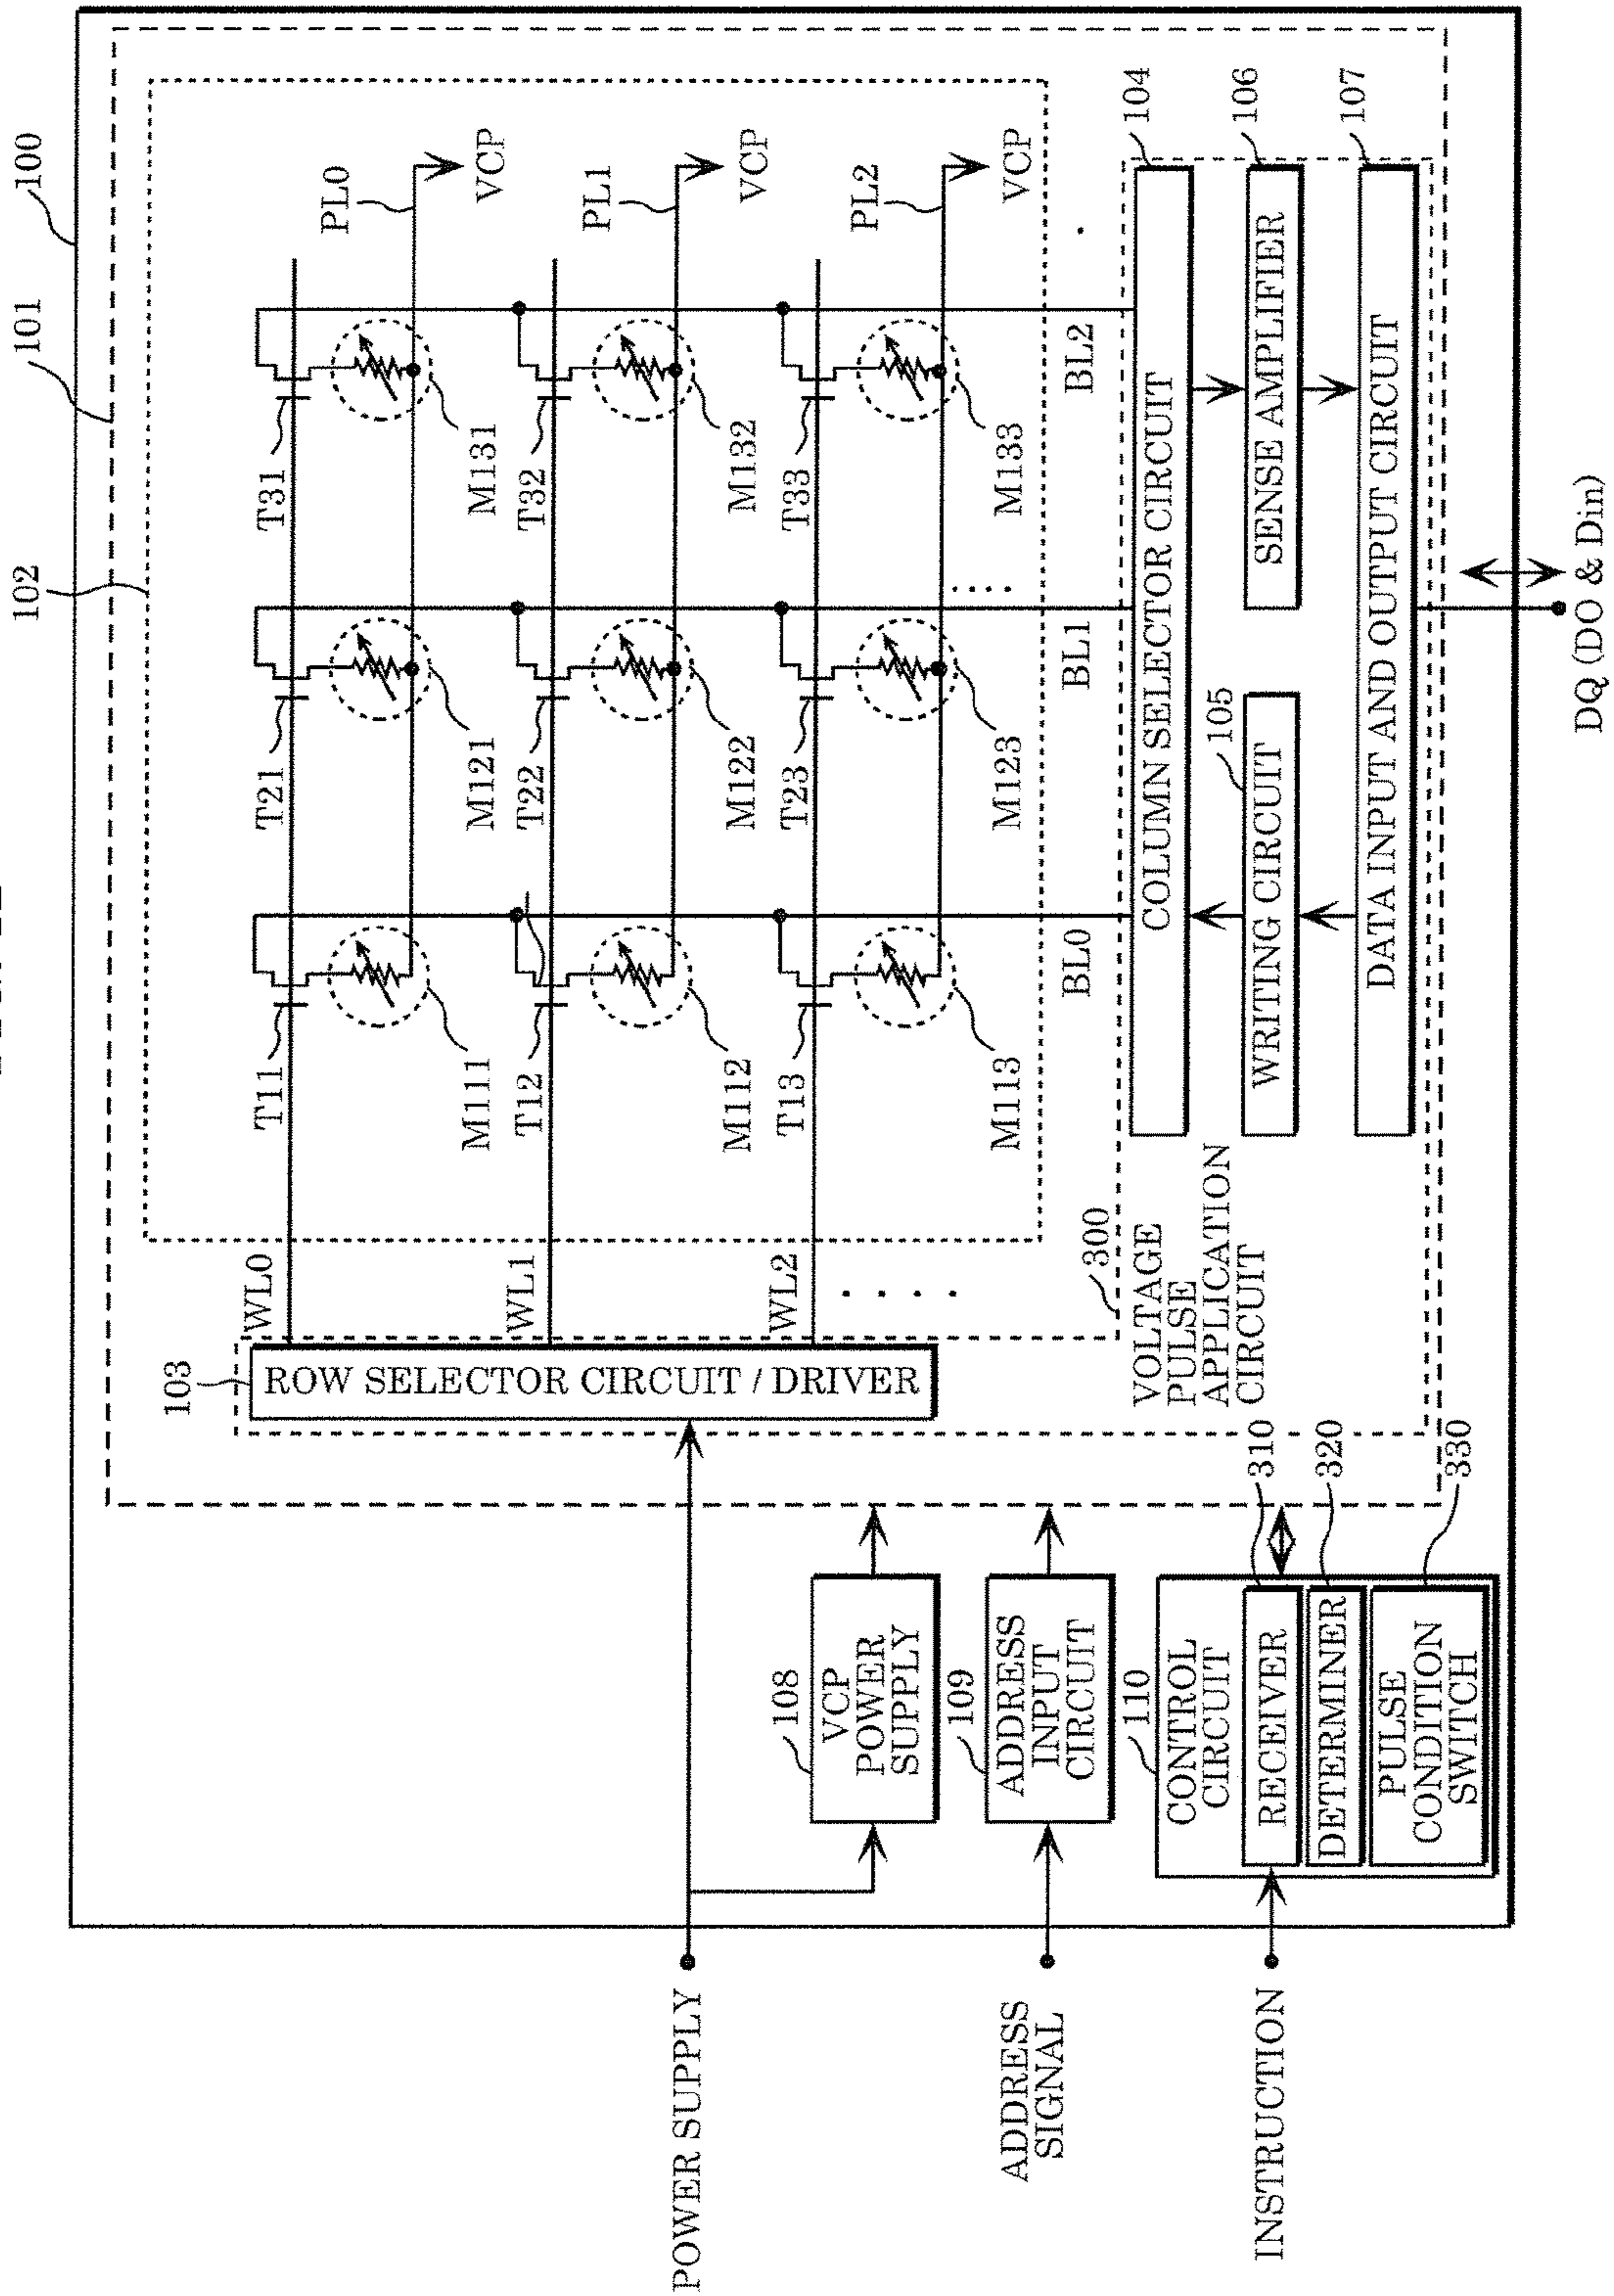 100
101
102
PL0
VCP
PL1
VCP
PL2
VCP
T11
T21
T31
M111
M121
M131
T12
T22
T32
M112
M122
M132
T13
T23
T33
M113
M123
M133
WL0
WL1
WL2
BL0
BL1
BL2
103
ROW SELECTOR CIRCUIT / DRIVER
300
VOLTAGE
PULSE
APPLICATION
CIRCUIT
104
COLUMN SELECTOR CIRCUIT
105
WRITING CIRCUIT
106
SENSE AMPLIFIER
107
DATA INPUT AND OUTPUT CIRCUIT
DQ (DO & Din)
POWER SUPPLY
108
VCP
POWER
SUPPLY
ADDRESS
SIGNAL
109
ADDRESS
INPUT
CIRCUIT
INSTRUCTION
110
CONTROL
CIRCUIT
310
RECEIVER
320
DETERMINER
330
PULSE
CONDITION
SWITCH